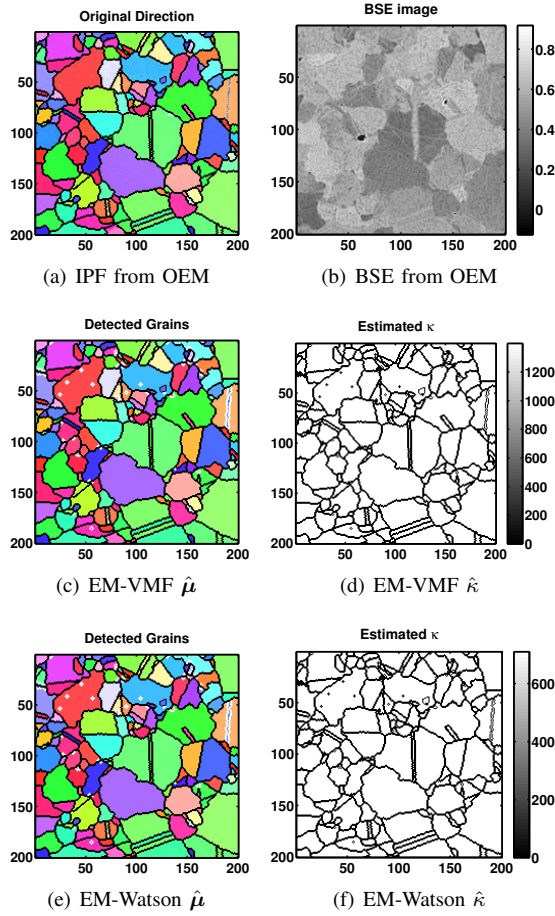 Original Direction
50
100
150
200
50 100 150 200
(a) IPF from OEM
BSE image
0
50
100
150
200
50 100 150 200
0.8
0.6
0.4
0.2
0
(b) BSE from OEM
Detected Grains
50
100
150
200
50 100 150 200
(c) EM-VMF μ̂
Estimated κ
0
50
100
150
200
50 100 150 200
1200
1000
800
600
400
200
0
(d) EM-VMF κ̂
Detected Grains
50
100
150
200
50 100 150 200
(e) EM-Watson μ̂
Estimated κ
0
50
100
150
200
50 100 150 200
600
400
200
0
(f) EM-Watson κ̂